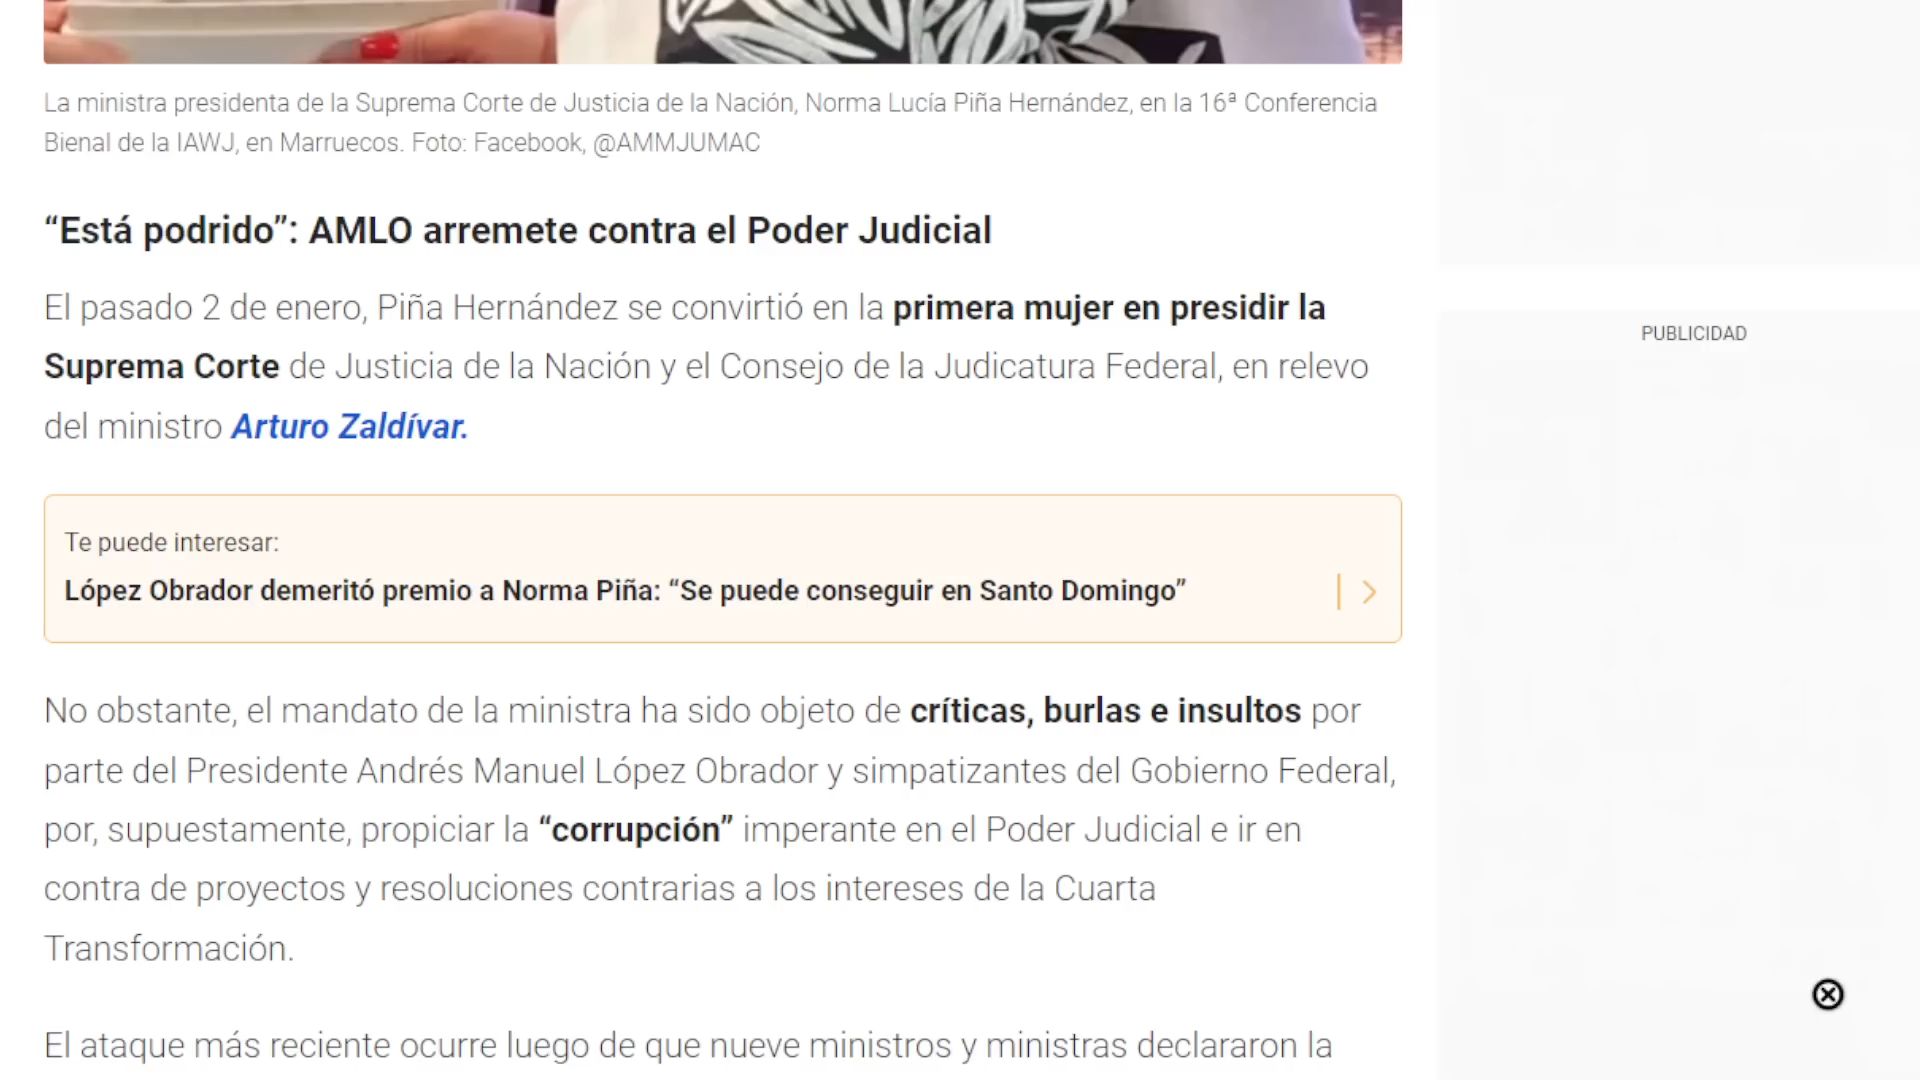 La ministra presidenta de la Suprema Corte de Justicia de la Nación, Norma Lucía Piña Hernández, en la 16ª Conferencia
Bienal de la IAWJ, en Marruecos. Foto: Facebook, @AMMJUMAC
“Está podrido”: AMLO arremete contra el Poder Judicial
El pasado 2 de enero, Piña Hernández se convirtió en la primera mujer en presidir la
Suprema Corte de Justicia de la Nación y el Consejo de la Judicatura Federal, en relevo
del ministro Arturo Zaldívar.
Te puede interesar:
López Obrador demeritó premio a Norma Piña: “Se puede conseguir en Santo Domingo”
No obstante, el mandato de la ministra ha sido objeto de críticas, burlas e insultos por
parte del Presidente Andrés Manuel López Obrador y simpatizantes del Gobierno Federal,
por, supuestamente, propiciar la “corrupción” imperante en el Poder Judicial e ir en
contra de proyectos y resoluciones contrarias a los intereses de la Cuarta
Transformación.
El ataque más reciente ocurre luego de que nueve ministros y ministras declararon la
PUBLICIDAD